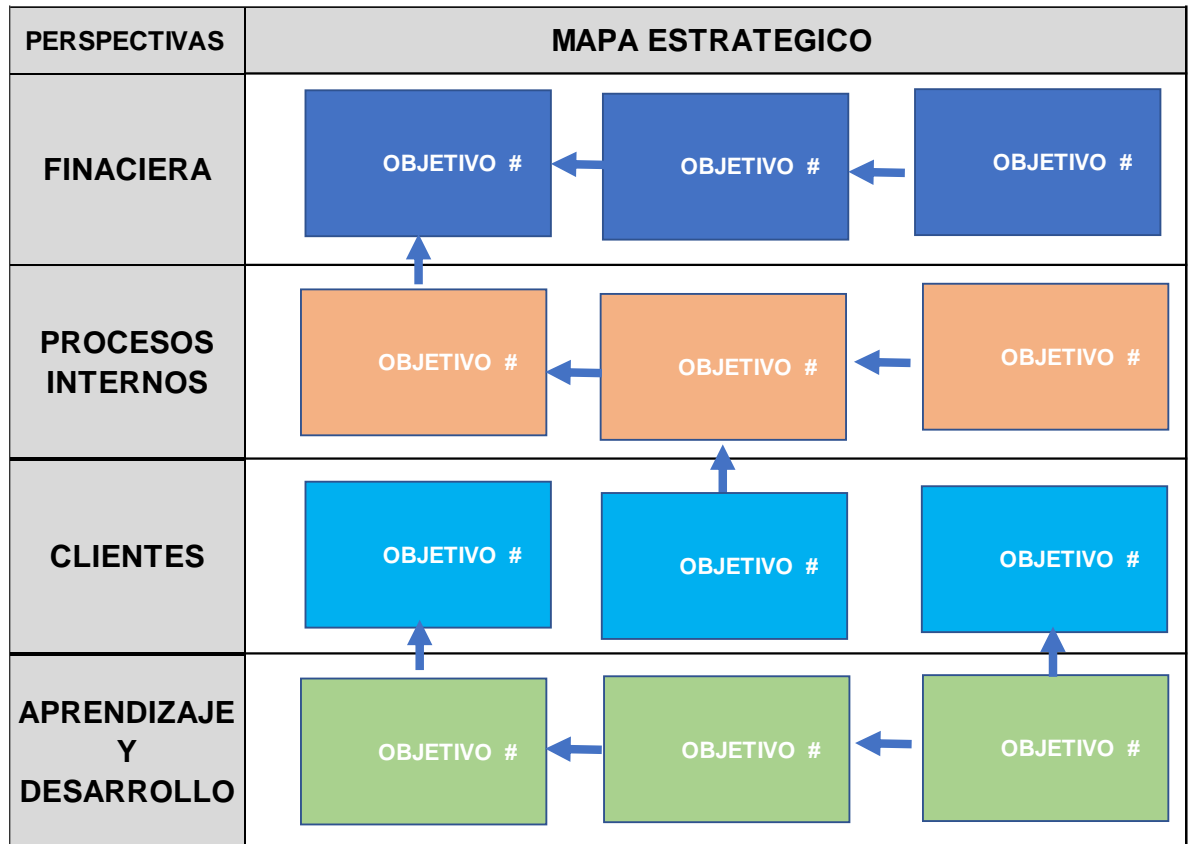 PERSPECTIVAS
MAPA ESTRATEGICO
FINACIERA
OBJETIVO #
OBJETIVO #
OBJETIVO #
PROCESOS
INTERNOS
OBJETIVO #
OBJETIVO #
OBJETIVO #
CLIENTES
OBJETIVO #
OBJETIVO #
OBJETIVO #
APRENDIZAJE
Y
DESARROLLO
OBJETIVO #
OBJETIVO #
OBJETIVO #